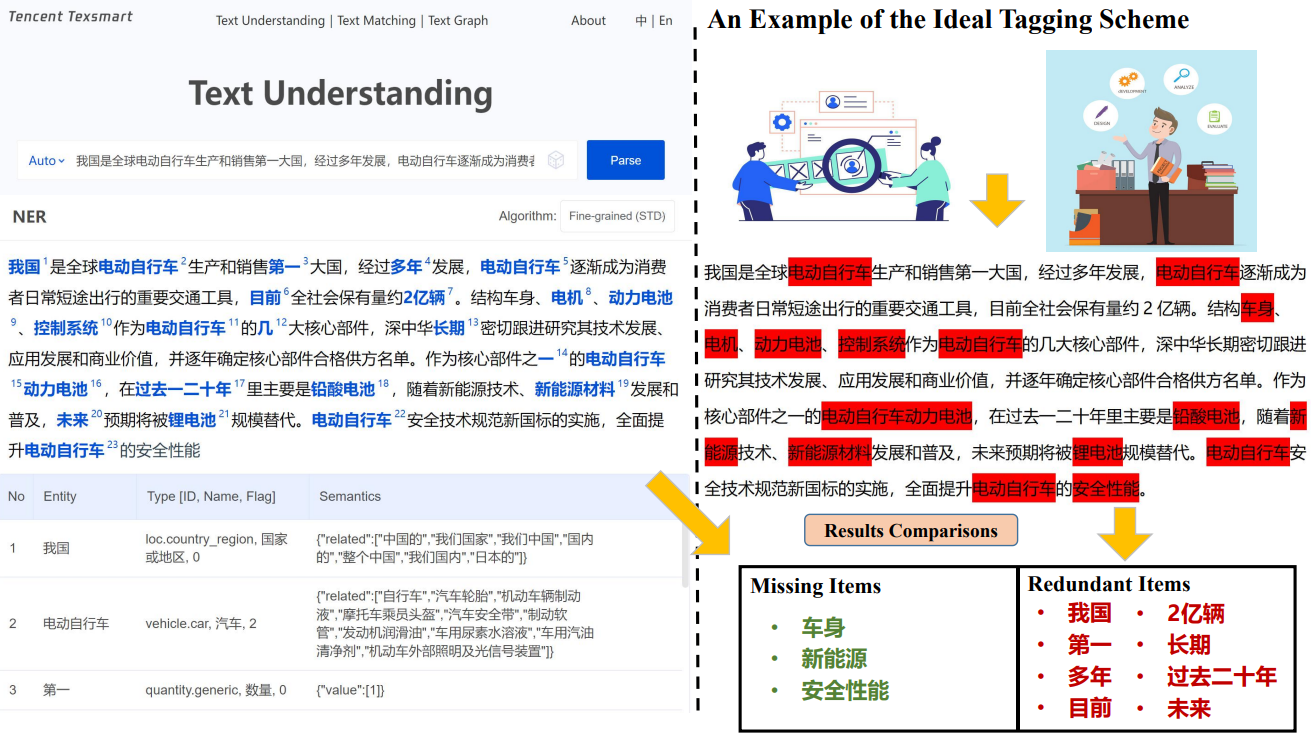 Tencent Texsmart
Text Understanding | Text Matching | Text Graph
About
中 | En
Text Understanding
Auto
我国是全球电动自行车生产和销售第一大国，经过多年发展，电动自行车逐渐成为消费者
Parse
NER
Algorithm:
Fine-grained (STD)
我国1是全球电动自行车2生产和销售第一3大国，经过多年4发展，电动自行车5逐渐成为消费
者日常短途出行的重要交通工具，目前6全社会保有量约2亿辆7。结构车身、电机8、动力电池
9、控制系统10作为电动自行车11的几12大核心部件，深中华长期13密切跟进研究其技术发展、
应用发展和商业价值，并逐年确定核心部件合格供方名单。作为核心部件之一14的电动自行车
15动力电池16，在过去一二十年17里主要是铅酸电池18，随着新能源技术、新能源材料19发展和
普及，未来20预期将被锂电池21规模替代。电动自行车22安全技术规范新国标的实施，全面提
升电动自行车23的安全性能
No
Entity
Type [ID, Name, Flag]
Semantics
1
我国
loc.country_region, 国家
或地区, 0
{"related":["中国的","我们国家","我们中国","国内
的","整个中国","我们国内","日本的"]}
2
电动自行车
vehicle.car, 汽车, 2
{"related":["自行车","汽车轮胎","机动车辆制动
液","摩托车乘员头盔","汽车安全带","制动软
管","发动机润滑油","车用尿素水溶液","车用汽油
清净剂","机动车外部照明及光信号装置"]}
3
第一
quantity.generic, 数量, 0
{"value":[1]}
An Example of the Ideal Tagging Scheme
DEVELOPMENT
ANALYZE
DESIGN
EVALUATE
我国是全球电动自行车生产和销售第一大国，经过多年发展，电动自行车逐渐成为
消费者日常短途出行的重要交通工具，目前全社会保有量约 2 亿辆。结构车身、
电机、动力电池、控制系统作为电动自行车的几大核心部件，深中华长期密切跟进
研究其技术发展、应用发展和商业价值，并逐年确定核心部件合格供方名单。作为
核心部件之一的电动自行车动力电池，在过去一二十年里主要是铅酸电池，随着新
能源技术、新能源材料发展和普及，未来预期将被锂电池规模替代。电动自行车安
全技术规范新国标的实施，全面提升电动自行车的安全性能。
Results Comparisons
Missing Items
• 车身
• 新能源
• 安全性能
Redundant Items
• 我国 • 2亿辆
• 第一 • 长期
• 多年 • 过去二十年
• 目前 • 未来